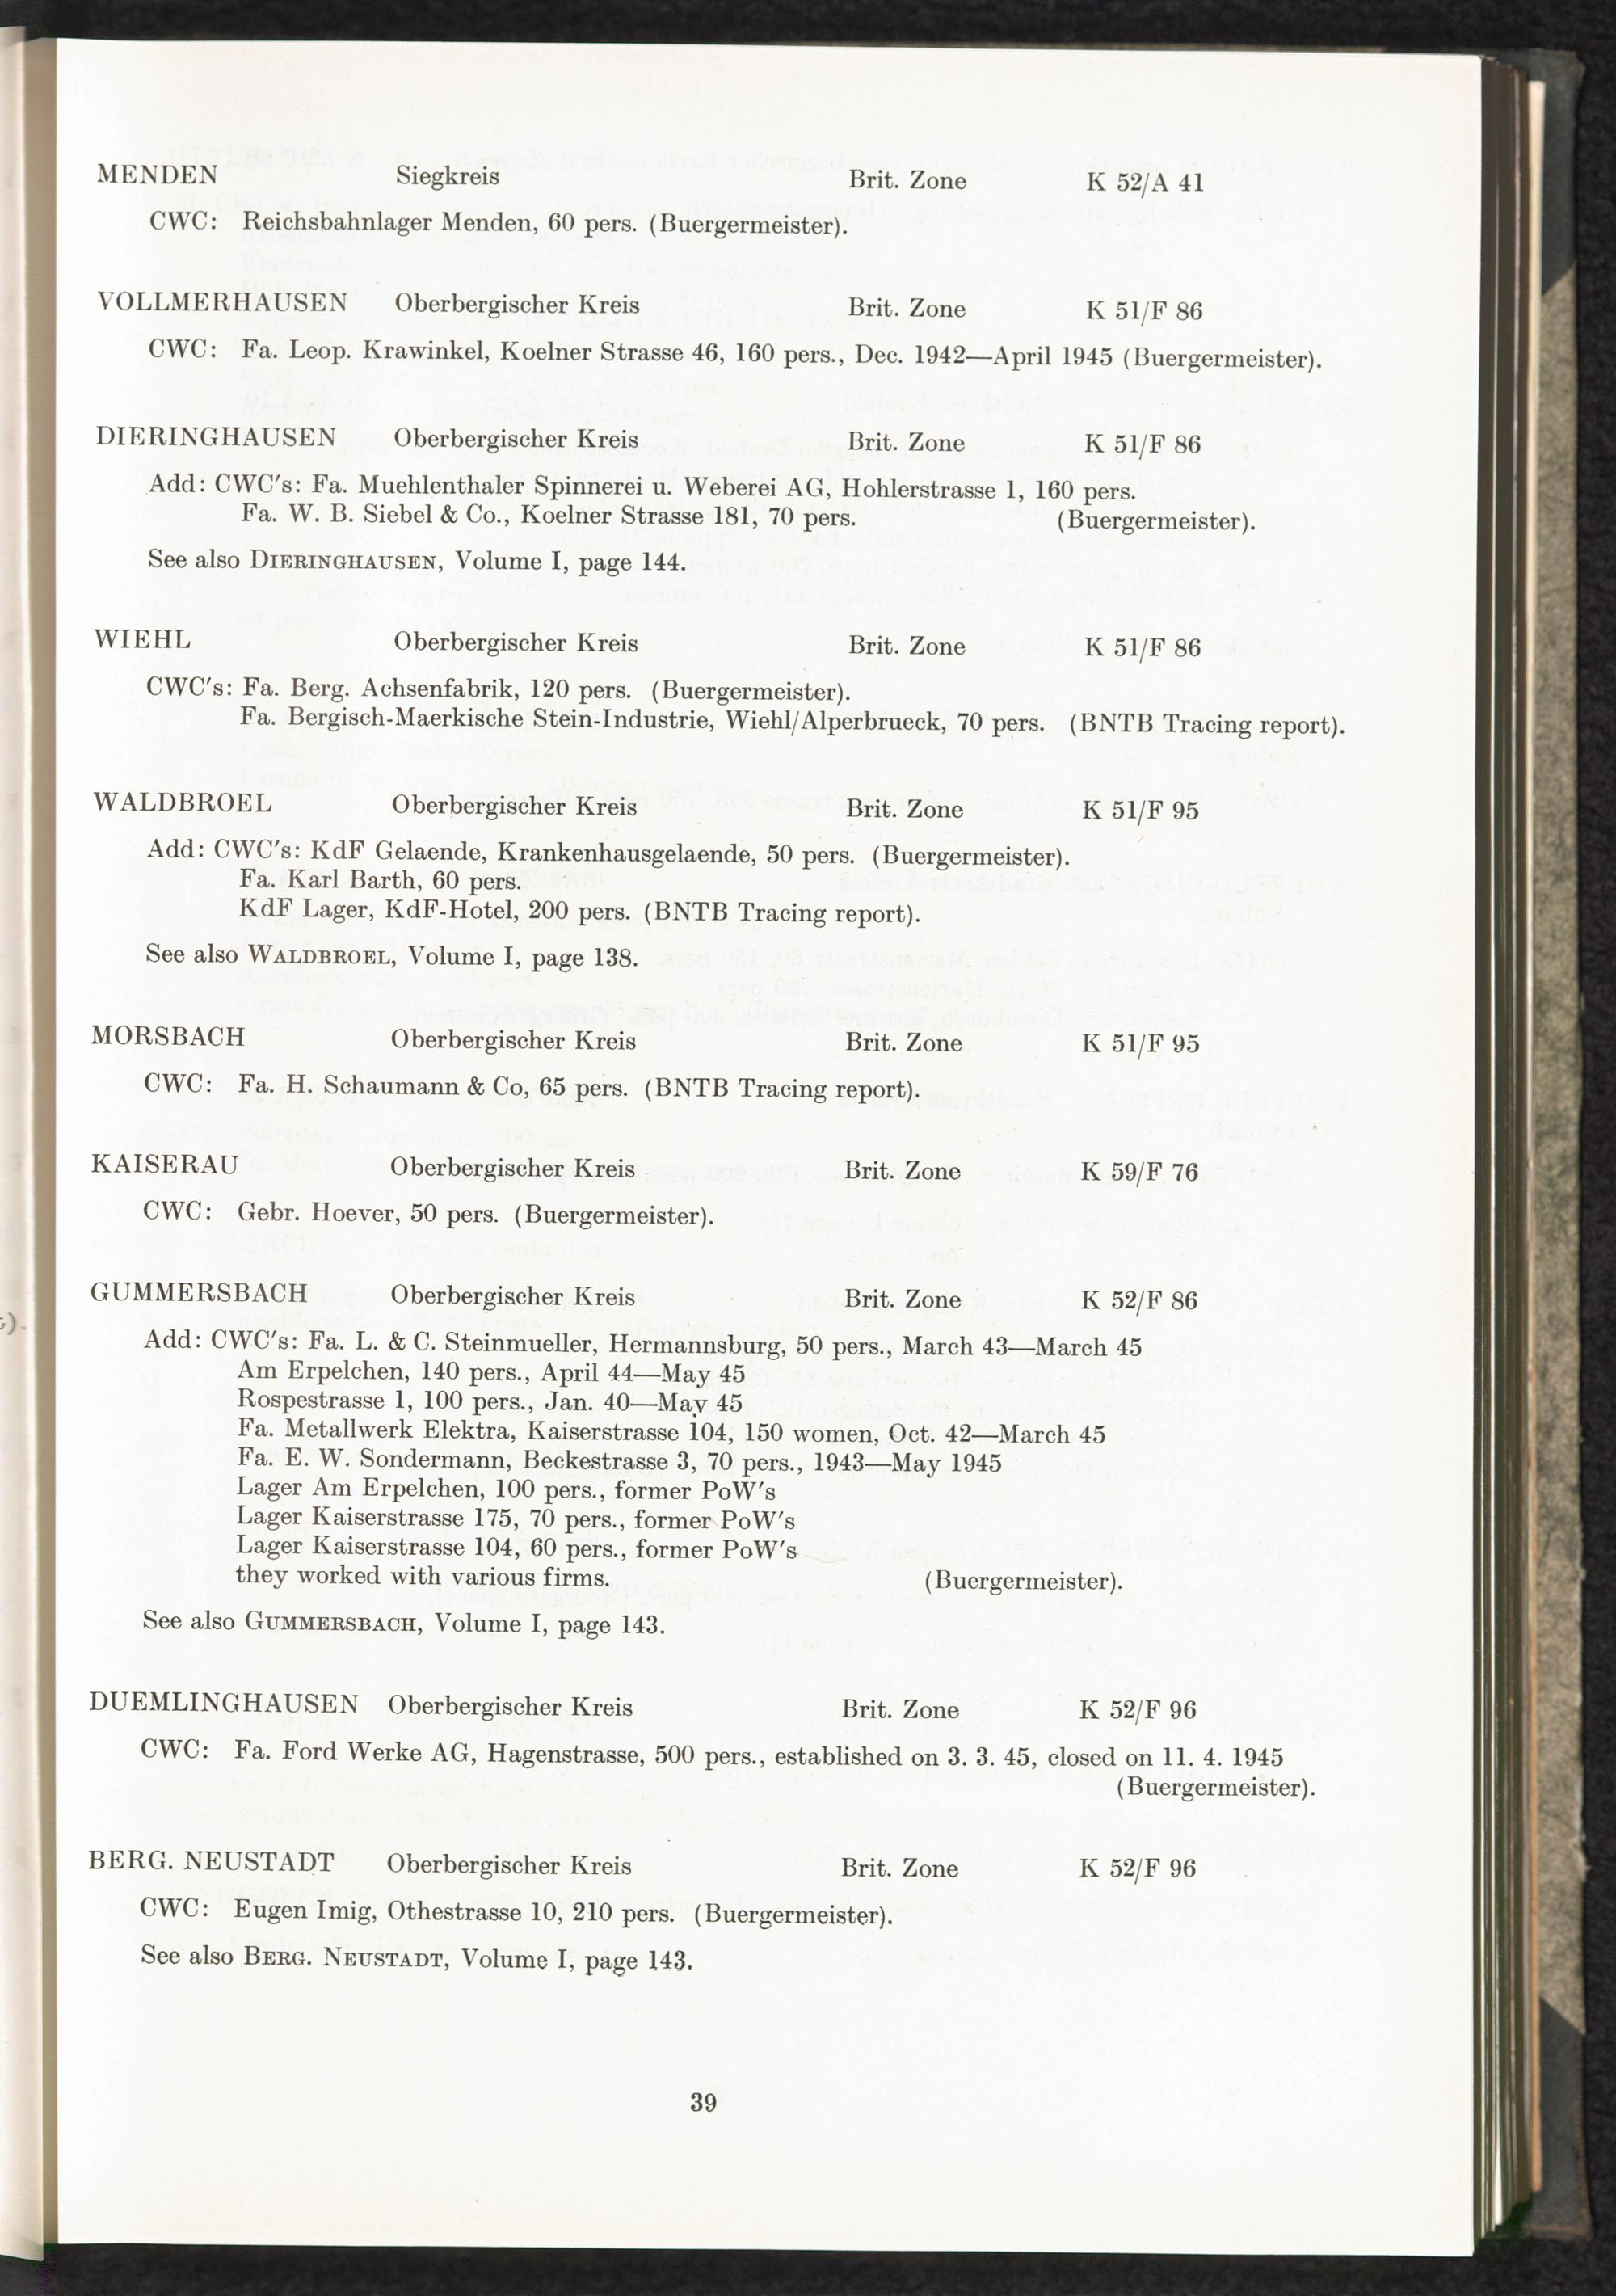 MENDEN Siegkreis Brit. Zone K 52/A 41
CWC: Reichsbahnlager Menden, 60 pers. (Buergermeister).
VOLLMERHAUSEN Oberbergischer Kreis Brit. Zone K 51/F 86
CWC: Fa. Leop. Krawinkel, Koelner Strasse 46, 160 pers., Dec. 1942—April 1945 (Buergermeister).
DIERINGHAUSEN Oberbergischer Kreis Brit. Zone K 51/F 86
Add: CWC's: Fa. Muehlenthaler Spinnerei u. Weberei AG, Hohlerstrasse 1, 160 pers.
Fa. W. B. Siebel & Co., Koelner Strasse 181, 70 pers. (Buergermeister).
See also DIERINGHAUSEN, Volume I, page 144.
WIEHL Oberbergischer Kreis Brit. Zone K 51/F 86
CWC's: Fa. Berg. Achsenfabrik, 120 pers. (Buergermeister).
Fa. Bergisch-Maerkische Stein-Industrie, Wiehl/Alperbrueck, 70 pers. (BNTB Tracing report).
WALDBROEL Oberbergischer Kreis Brit. Zone K 51/F 95
Add: CWC's: KdF Gelaende, Krankenhausgelaende, 50 pers. (Buergermeister).
Fa. Karl Barth, 60 pers.
KdF Lager, KdF-Hotel, 200 pers. (BNTB Tracing report).
See also WALDBROEL, Volume I, page 138.
MORSBACH Oberbergischer Kreis Brit. Zone K 51/F 95
CWC: Fa. H. Schaumann & Co, 65 pers. (BNTB Tracing report).
KAISERAU Oberbergischer Kreis Brit. Zone K 59/F 76
CWC: Gebr. Hoever, 50 pers. (Buergermeister).
GUMMERSBACH Oberbergischer Kreis Brit. Zone K 52/F 86
Add: CWC's: Fa. L. & C. Steinmueller, Hermannsburg, 50 pers., March 43—March 45
Am Erpelchen, 140 pers., April 44—May 45
Rospestrasse 1, 100 pers., Jan. 40—May 45
Fa. Metallwerk Elektra, Kaiserstrasse 104, 150 women, Oct. 42—March 45
Fa. E. W. Sondermann, Beckestrasse 3, 70 pers., 1943—May 1945
Lager Am Erpelchen, 100 pers., former PoW's
Lager Kaiserstrasse 175, 70 pers., former PoW's
Lager Kaiserstrasse 104, 60 pers., former PoW's
they worked with various firms. (Buergermeister).
See also GUMMERSBACH, Volume I, page 143.
DUEMLINGHAUSEN Oberbergischer Kreis Brit. Zone K 52/F 96
CWC: Fa. Ford Werke AG, Hagenstrasse, 500 pers., established on 3. 3. 45, closed on 11. 4. 1945
(Buergermeister).
BERG. NEUSTADT Oberbergischer Kreis Brit. Zone K 52/F 96
CWC: Eugen Imig, Othestrasse 10, 210 pers. (Buergermeister).
See also BERG. NEUSTADT, Volume I, page 143.
39